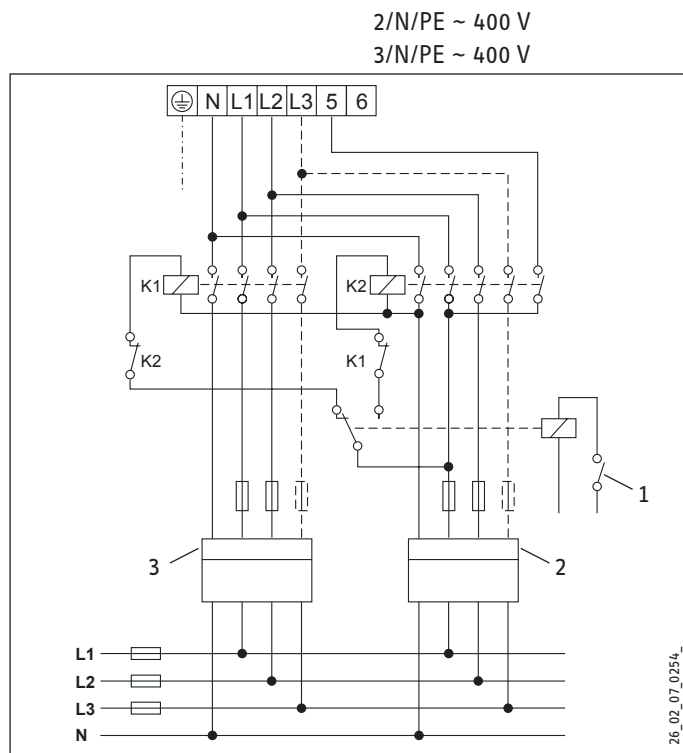 2/N/PE ~ 400 V
3/N/PE ~ 400 V
N L1 L2 L3 5 6
K1 K2
K2 K1
1
3 2
L1
L2
L3
N
26_02_07_0254_